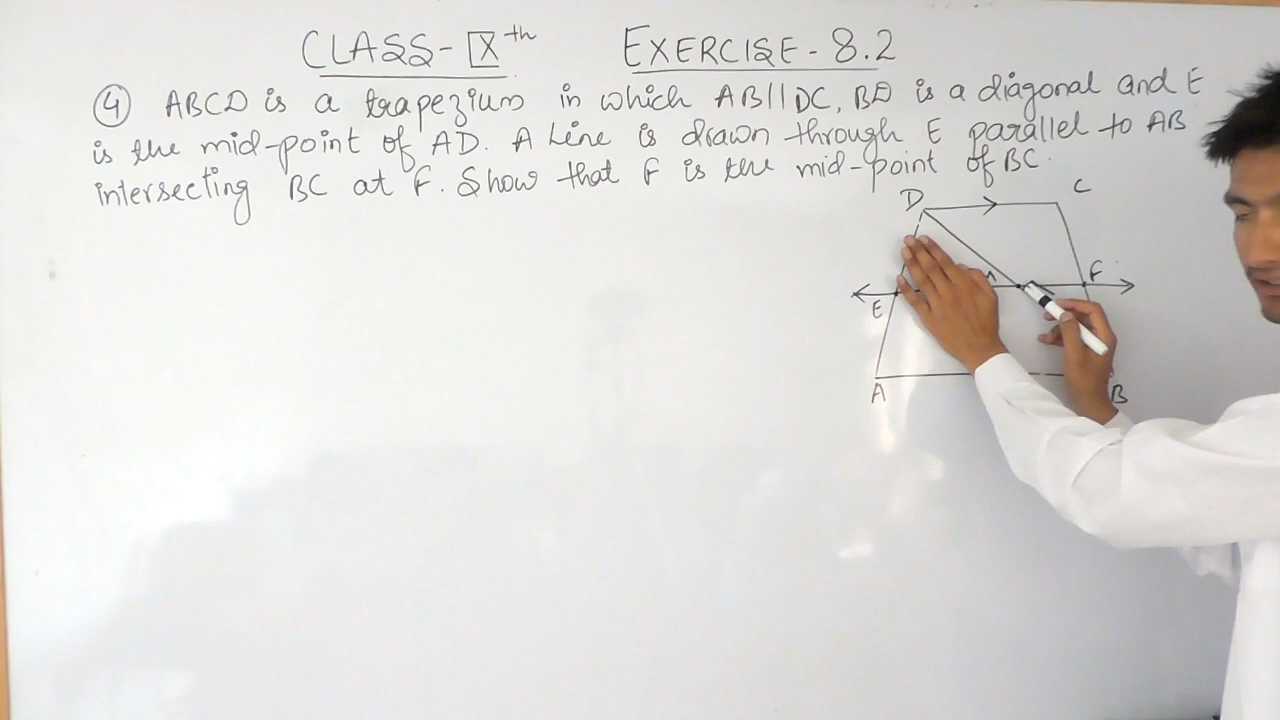 CLASS-IXth EXERCISE-8.2
④ ABCD is a trapezium in which AB||DC, BD is a diagonal and E
is the mid-point of AD. A Line is drawn through E parallel to AB
intersecting BC at F. Show that F is the mid-point of BC.
D C
E F
A B